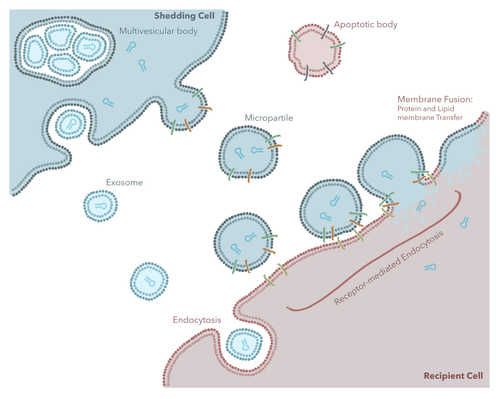 Shedding Cell
Multivesicular body
Apoptotic body
Membrane Fusion:
Protein and Lipid
membrane Transfer
Micropartile
Exosome
Receptor-mediated Endocytosis
Endocytosis
Recipient Cell